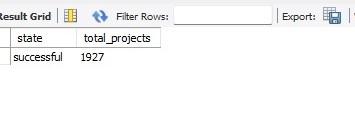 Result Grid Filter Rows: Export:
state total_projects
successful 1927